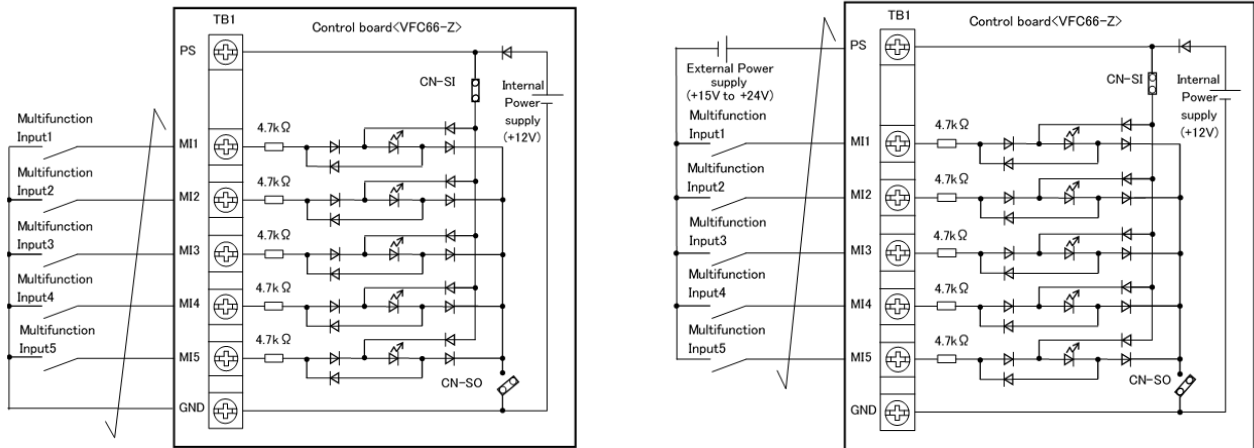 TB1
Control board<VFC66-Z>
PS
CN-SI
Internal
Power
supply
(+12V)
Multifunction
Input1
4.7kΩ
MI1
Multifunction
Input2
4.7kΩ
MI2
Multifunction
Input3
4.7kΩ
MI3
Multifunction
Input4
4.7kΩ
MI4
Multifunction
Input5
4.7kΩ
MI5
CN-SO
GND
TB1
Control board<VFC66-Z>
PS
External Power
supply
(+15V to +24V)
CN-SI
Internal
Power
supply
(+12V)
Multifunction
Input1
4.7kΩ
MI1
Multifunction
Input2
4.7kΩ
MI2
Multifunction
Input3
4.7kΩ
MI3
Multifunction
Input4
4.7kΩ
MI4
Multifunction
Input5
4.7kΩ
MI5
CN-SO
GND